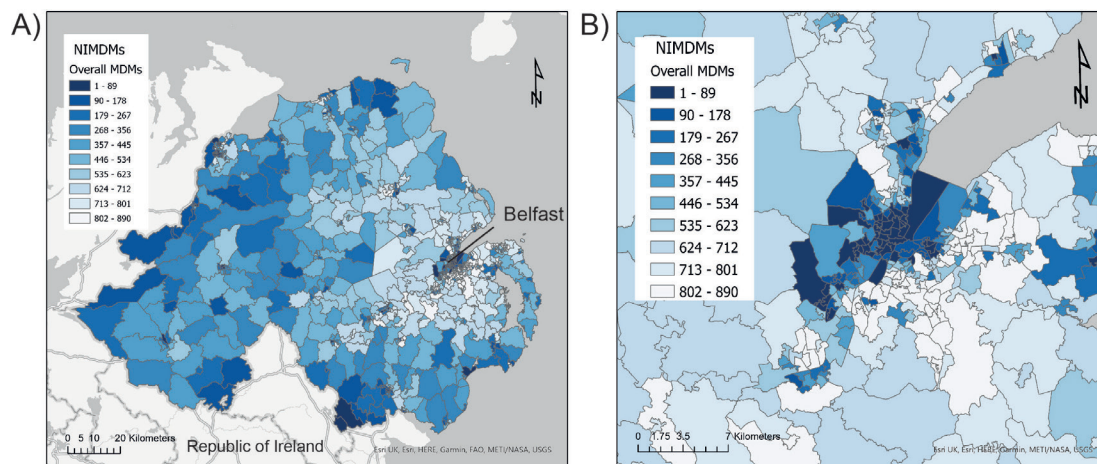 A)
NIMDMs
Overall MDMs
1 - 89
90 - 178
179 - 267
268 - 356
357 - 445
446 - 534
535 - 623
624 - 712
713 - 801
802 - 890
N
Belfast
0 5 10 20 Kilometers
Republic of Ireland
Esri UK, Esri, HERE, Garmin, FAO, METI/NASA, USGS
B)
NIMDMs
Overall MDMs
1 - 89
90 - 178
179 - 267
268 - 356
357 - 445
446 - 534
535 - 623
624 - 712
713 - 801
802 - 890
N
0 1.75 3.5 7 Kilometers
Esri UK, Esri, HERE, Garmin, METI/NASA, USGS